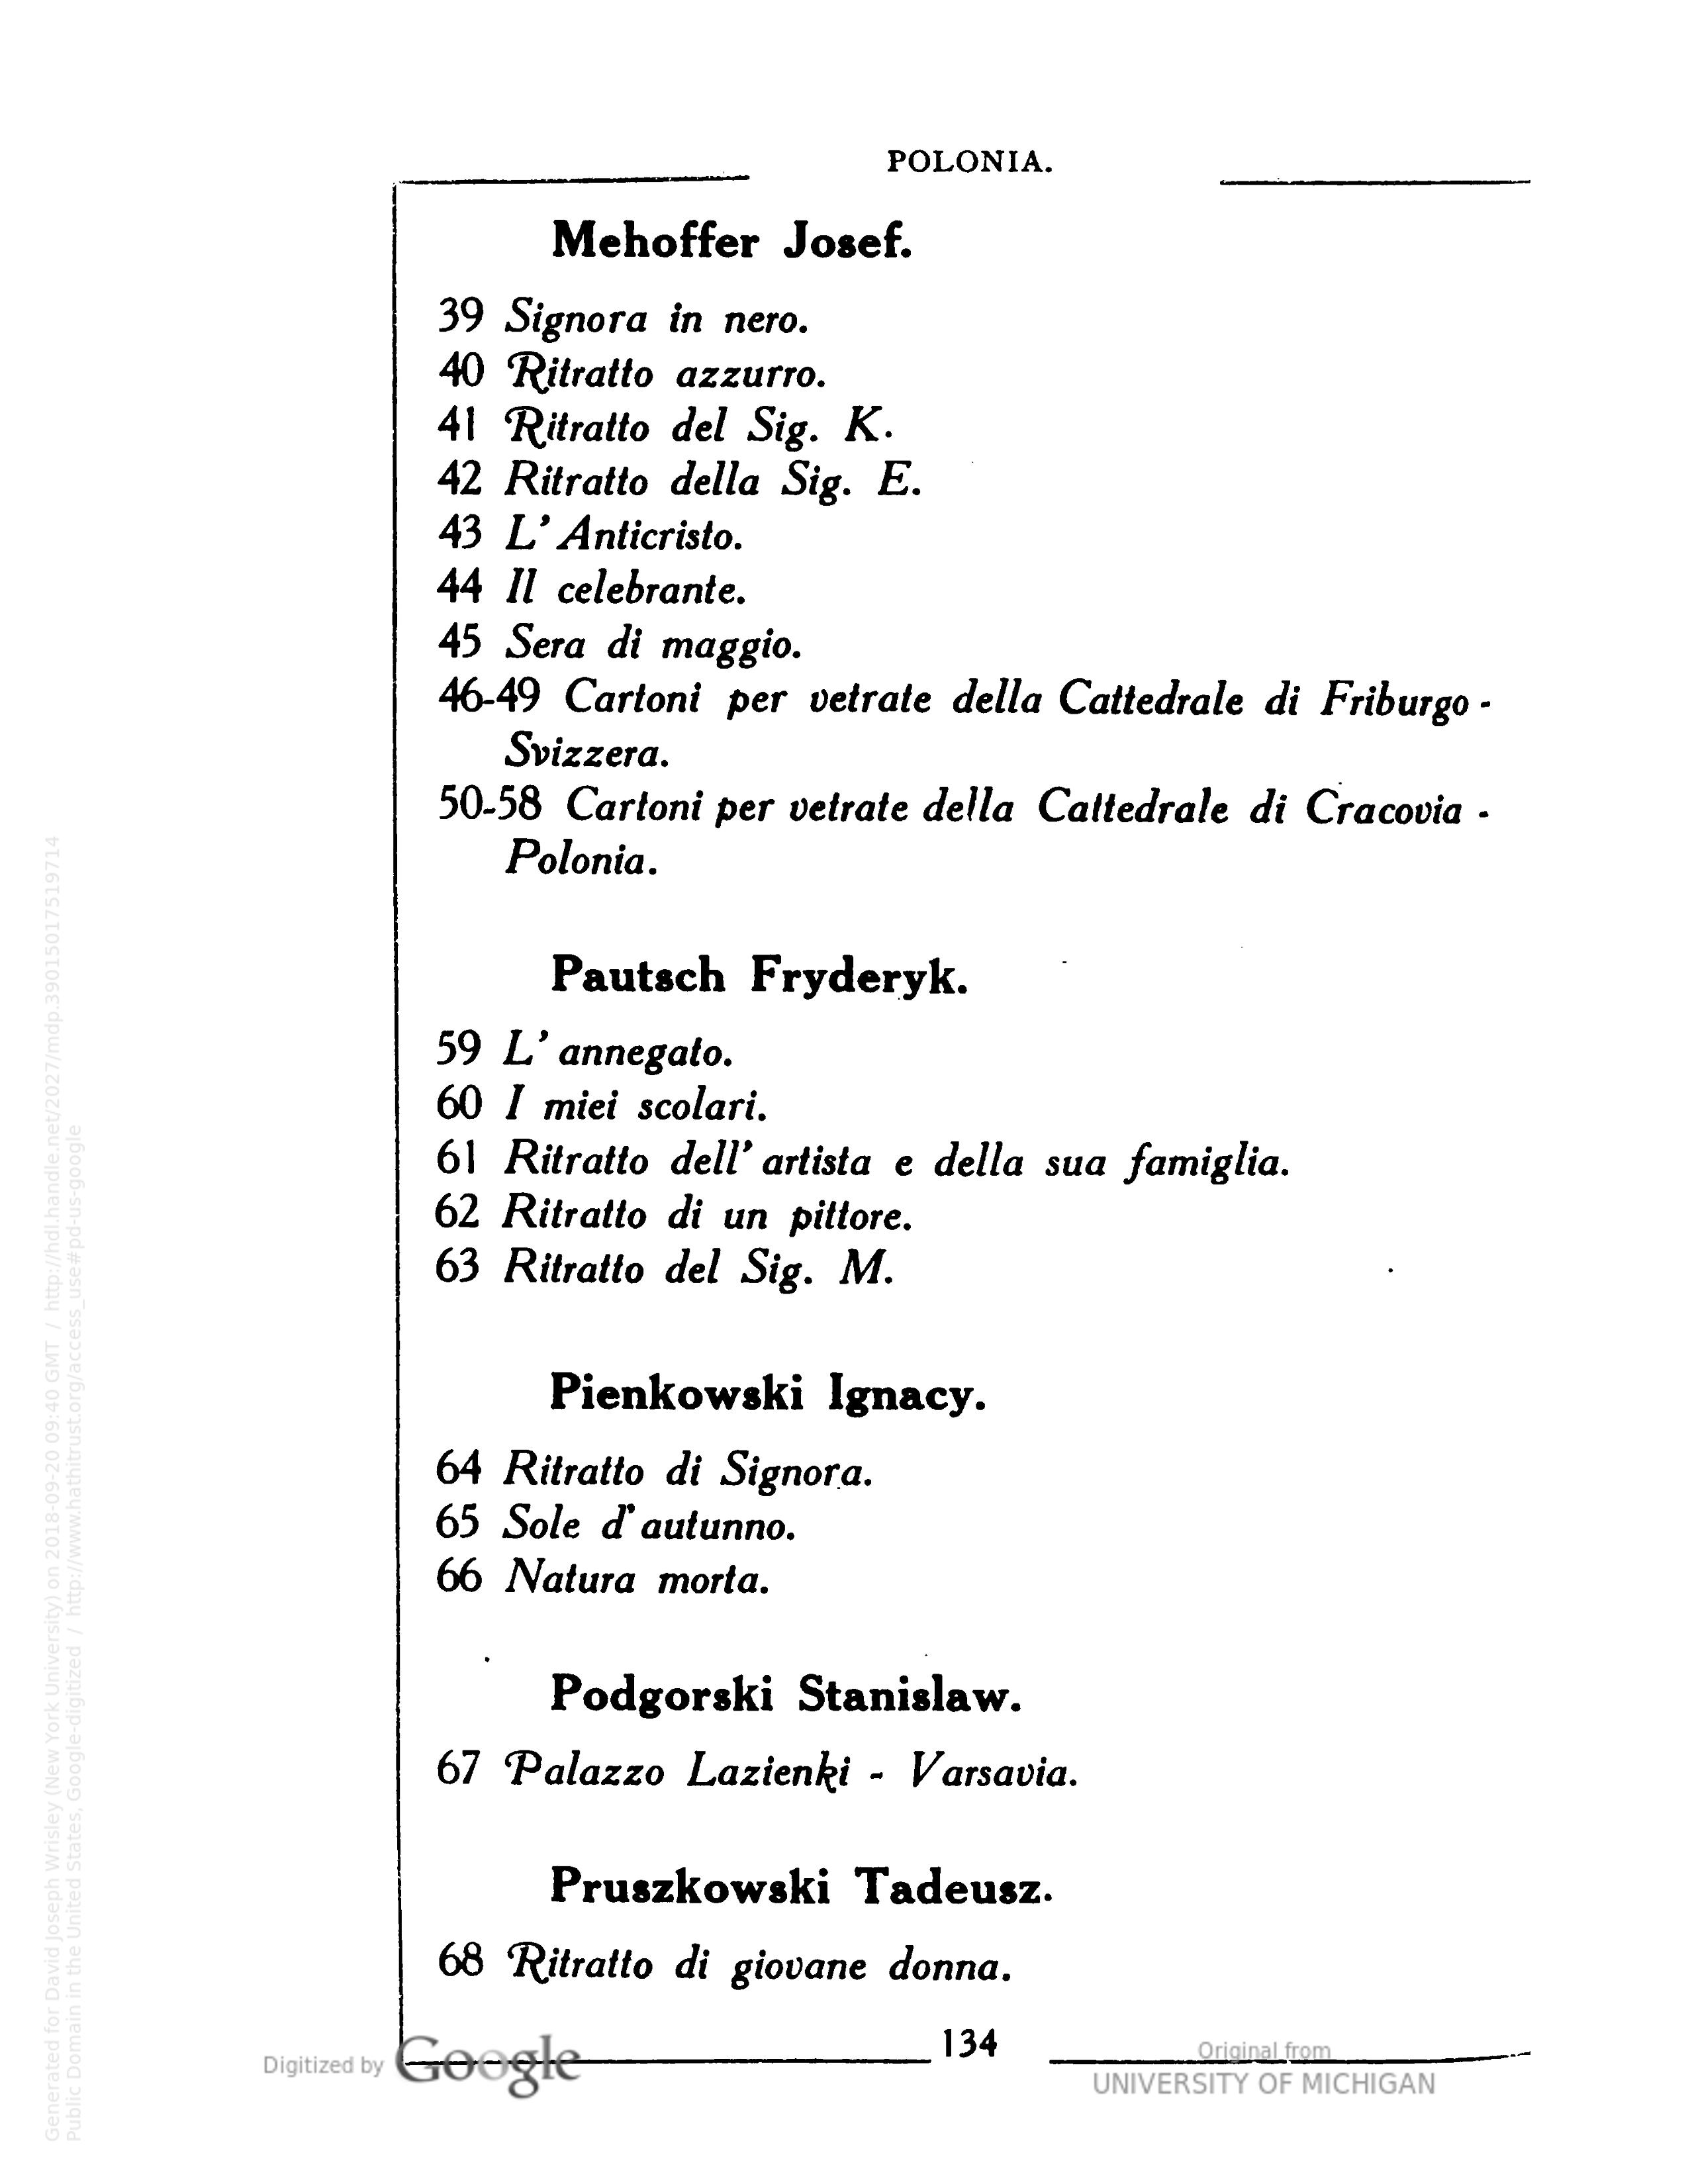 POLONIA.
Mehoffer Josef.
39 Signora in nero.
40 Ritratto azzurro.
41 Ritratto del Sig. K.
42 Ritratto della Sig. E.
43 L' Anticristo.
44 Il celebrante.
45 Sera di maggio.
46-49 Cartoni per vetrate della Cattedrale di Friburgo -
Svizzera.
50-58 Cartoni per vetrate della Cattedrale di Cracovia -
Polonia.
Pautsch Fryderyk.
59 L' annegato.
60 I miei scolari.
61 Ritratto dell' artista e della sua famiglia.
62 Ritratto di un pittore.
63 Ritratto del Sig. M.
Pienkowski Ignacy.
64 Ritratto di Signora.
65 Sole d' autunno.
66 Natura morta.
Podgorski Stanislaw.
67 Palazzo Lazienki - Varsavia.
Pruszkowski Tadeusz.
68 Ritratto di giovane donna.
134
Digitized by Google
Original from
UNIVERSITY OF MICHIGAN
Generated for David Joseph Wrisley (New York University) on 2018-09-20 09:40 GMT / http://hdl.handle.net/2027/mdp.39015017519714
Public Domain in the United States, Google-digitized / http://www.hathitrust.org/access_use#pd-us-google